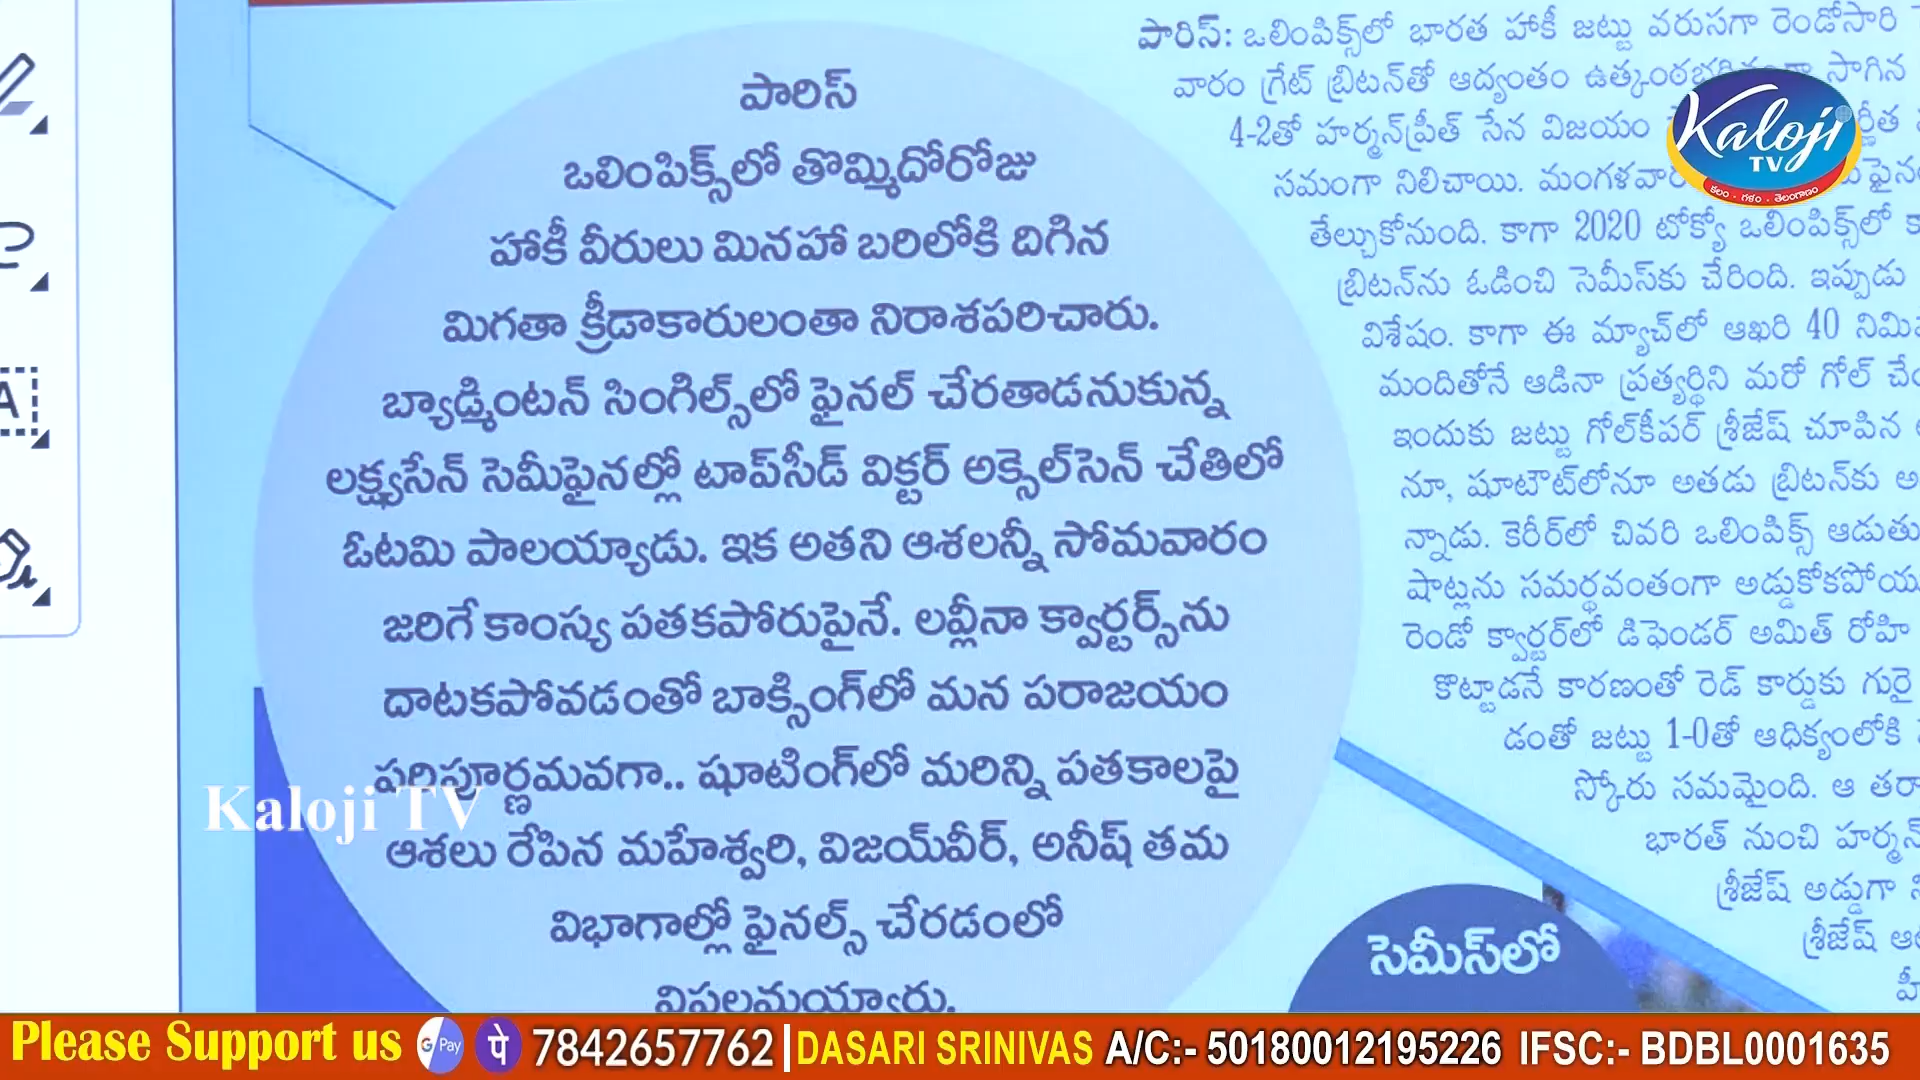 పారిస్
ఒలింపిక్స్‌లో తొమ్మిదోరోజు
హాకీ వీరులు మినహా బరిలోకి దిగిన
మిగతా క్రీడాకారులంతా నిరాశపరిచారు.
బ్యాడ్మింటన్ సింగిల్స్‌లో ఫైనల్ చేరతాడనుకున్న
లక్ష్యసేన్ సెమీఫైనల్లో టాప్‌సీడ్ విక్టర్ అక్సెల్‌సెన్ చేతిలో
ఓటమి పాలయ్యాడు. ఇక అతని ఆశలన్నీ సోమవారం
జరిగే కాంస్య పతకపోరుపైనే. లవ్లీనా క్వార్టర్స్‌ను
దాటకపోవడంతో బాక్సింగ్‌లో మన పరాజయం
పరిపూర్ణమవగా.. షూటింగ్‌లో మరిన్ని పతకాలపై
ఆశలు రేపిన మహేశ్వరి, విజయ్‌వీర్, అనీష్ తమ
విభాగాల్లో ఫైనల్స్ చేరడంలో
విఫలమయ్యారు.
పారిస్: ఒలింపిక్స్‌లో భారత హాకీ జట్టు వరుసగా రెండోసారి
వారం గ్రేట్ బ్రిటన్‌తో ఆద్యంతం ఉత్కంఠభరితంగా సాగిన
4-2తో హర్మన్‌ప్రీత్ సేన విజయం
సమంగా నిలిచాయి.
తేల్చుకోనుంది. కాగా 2020 టోక్యో ఒలింపిక్స్‌లో
బ్రిటన్‌ను ఓడించి సెమీస్‌కు చేరింది. ఇప్పుడు
విశేషం. కాగా ఈ మ్యాచ్‌లో ఆఖరి 40
మందితోనే ఆడినా ప్రత్యర్థిని మరో గోల్
ఇందుకు జట్టు గోల్‌కీపర్ శ్రీజేష్ చూపిన
నూ, షూటౌట్‌లోనూ అతడు బ్రిటన్‌కు
న్నాడు. కెరీర్‌లో చివరి ఒలింపిక్స్
షాట్లను సమర్థవంతంగా
రెండో క్వార్టర్‌లో డిఫెండర్ అమిత్ రోహి
కొట్టాడనే కారణంతో రెడ్ కార్డుకు గురై
డంతో జట్టు 1-0తో ఆధిక్యంలోకి
స్కోరు సమమైంది. ఆ
భారత్ నుంచి
శ్రీజేష్ అడ్డుగా
శ్రీజేష్
సెమీస్‌లో
Kaloji
TV
కలం - గళం - తెలంగాణం
Kaloji TV
Please Support us G Pay పే 7842657762 | DASARI SRINIVAS A/C:- 50180012195226 IFSC:- BDBL0001635